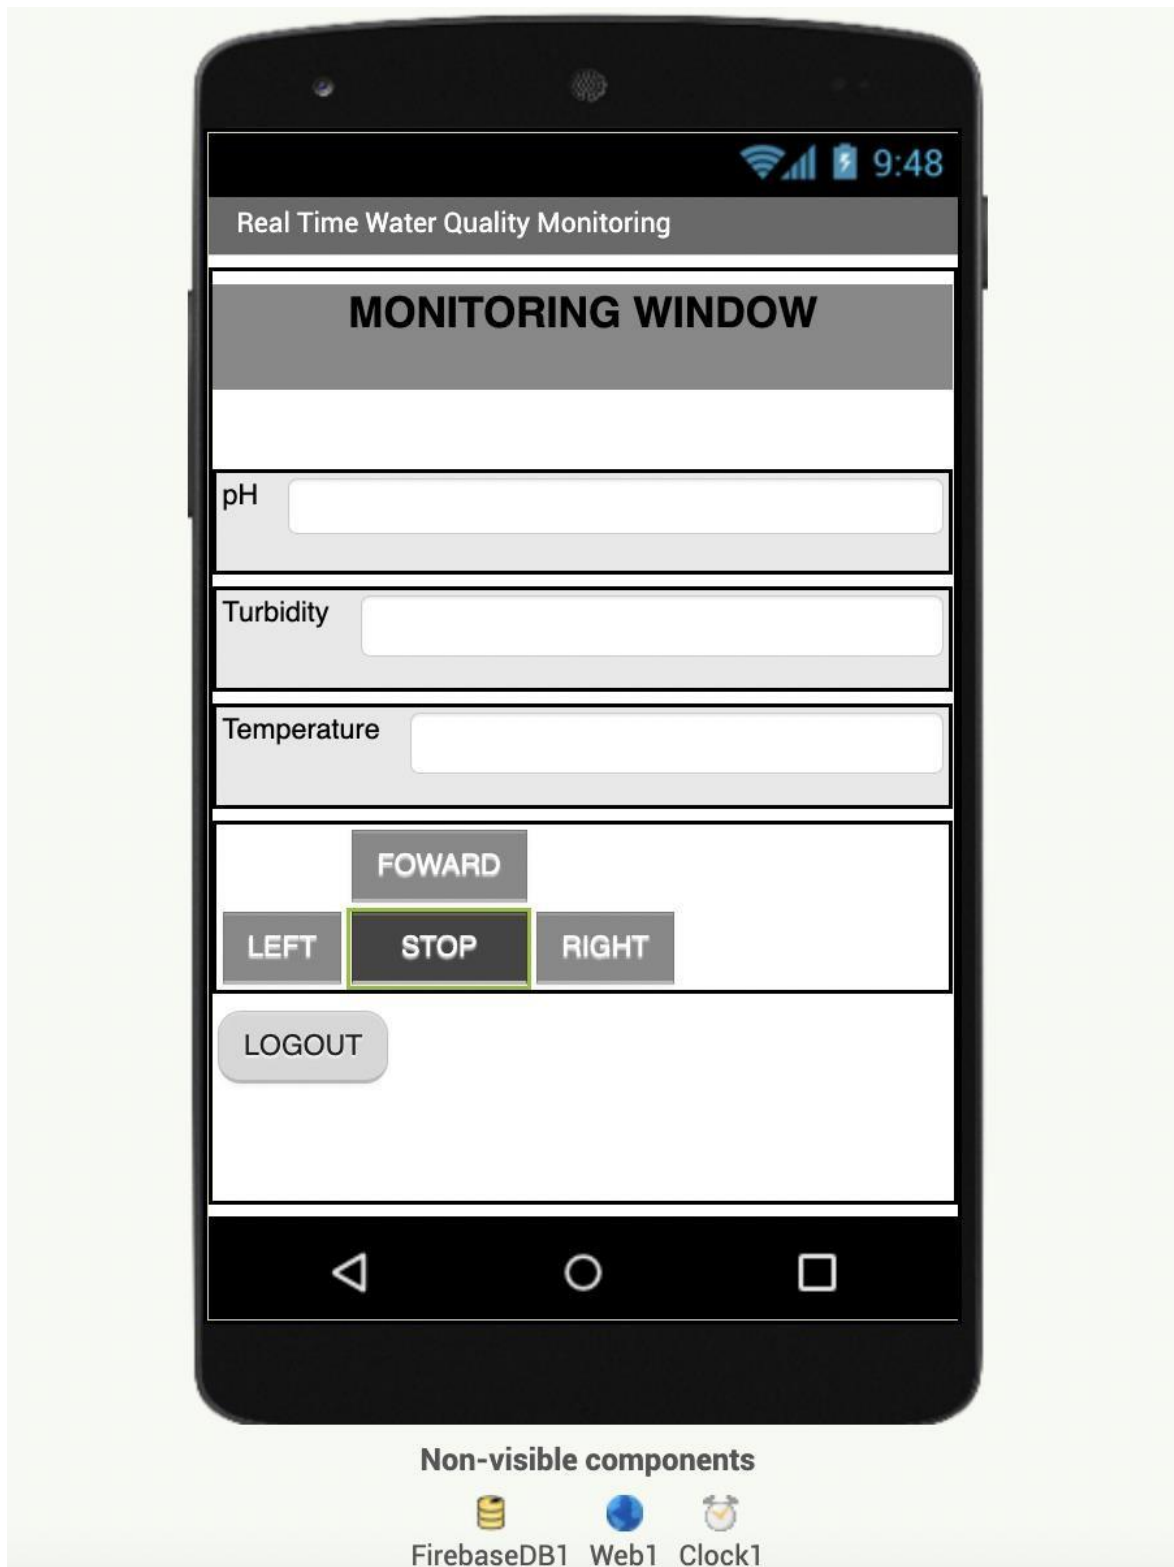 9:48
Real Time Water Quality Monitoring
MONITORING WINDOW
pH
Turbidity
Temperature
FOWARD
LEFT STOP RIGHT
LOGOUT
Non-visible components
FirebaseDB1 Web1 Clock1